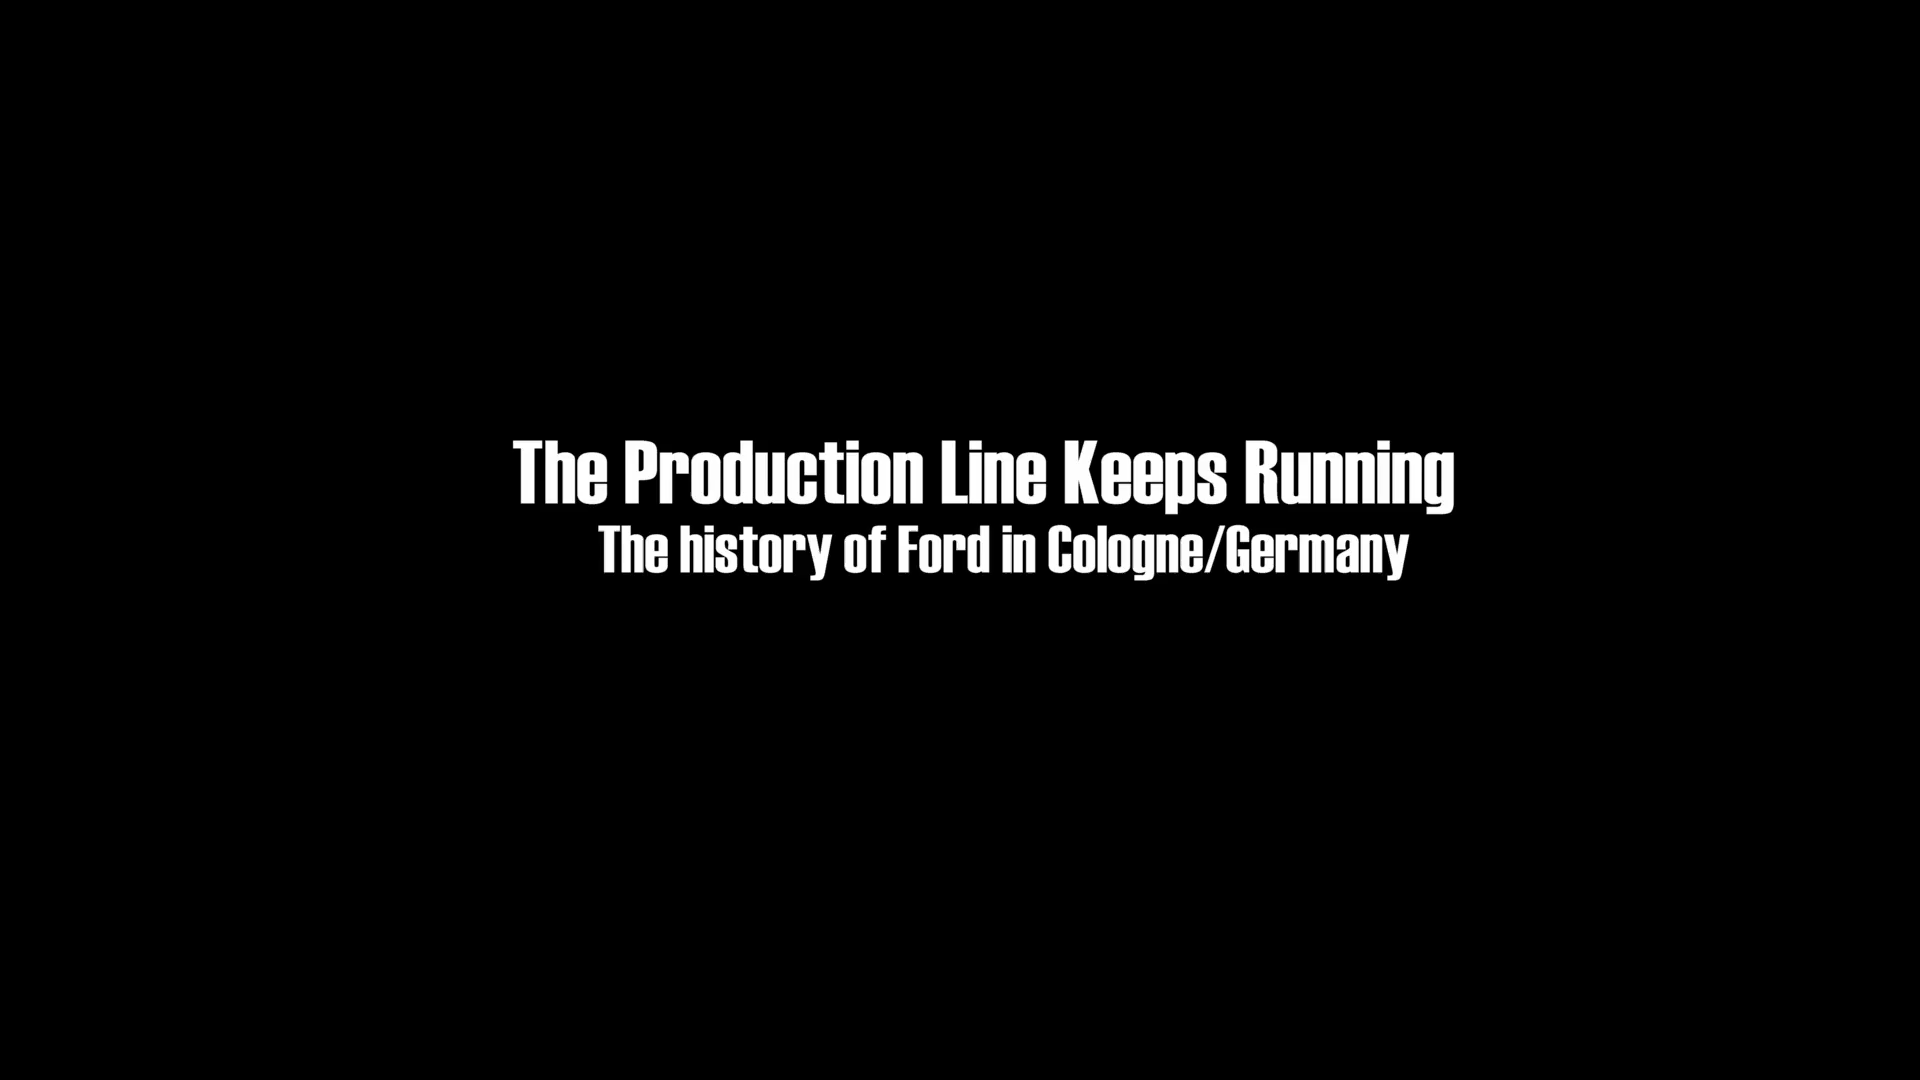 The Production Line Keeps Running
The history of Ford in Cologne/Germany